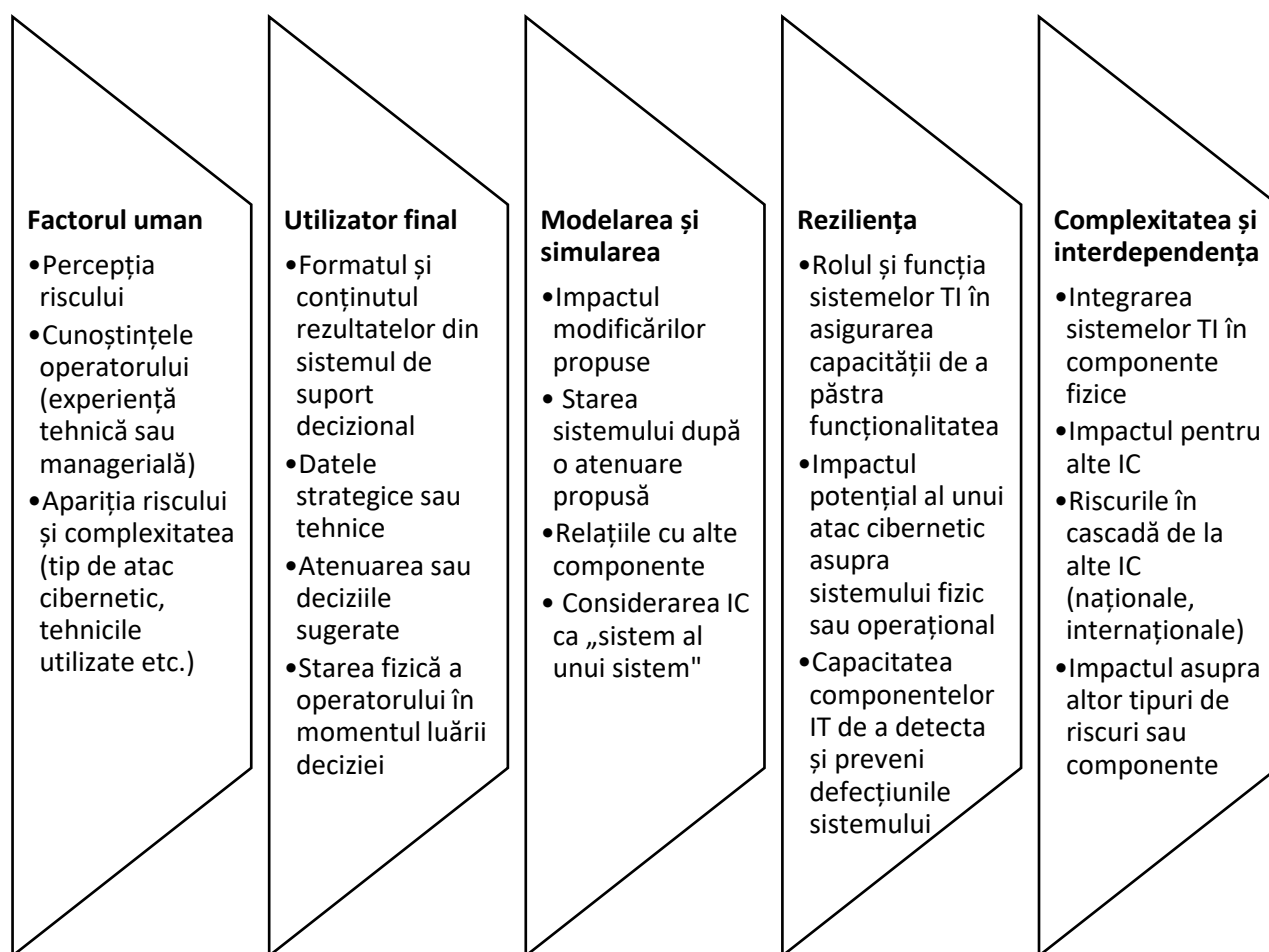 Factorul uman
•Percepția
riscului
•Cunoștințele
operatorului
(experiență
tehnică sau
managerială)
•Apariția riscului
și complexitatea
(tip de atac
cibernetic,
tehnicile
utilizate etc.)
Utilizator final
•Formatul și
conținutul
rezultatelor din
sistemul de
suport
decizional
•Datele
strategice sau
tehnice
•Atenuarea sau
deciziile
sugerate
•Starea fizică a
operatorului în
momentul luării
deciziei
Modelarea și
simularea
•Impactul
modificărilor
propuse
• Starea
sistemului după
o atenuare
propusă
•Relațiile cu alte
componente
• Considerarea IC
ca „sistem al
unui sistem"
Reziliența
•Rolul și funcția
sistemelor TI în
asigurarea
capacității de a
păstra
funcționalitatea
•Impactul
potențial al unui
atac cibernetic
asupra
sistemului fizic
sau operațional
•Capacitatea
componentelor
IT de a detecta
și preveni
defecțiunile
sistemului
Complexitatea și
interdependența
•Integrarea
sistemelor TI în
componente
fizice
•Impactul pentru
alte IC
•Riscurile în
cascadă de la
alte IC
(naționale,
internaționale)
•Impactul asupra
altor tipuri de
riscuri sau
componente